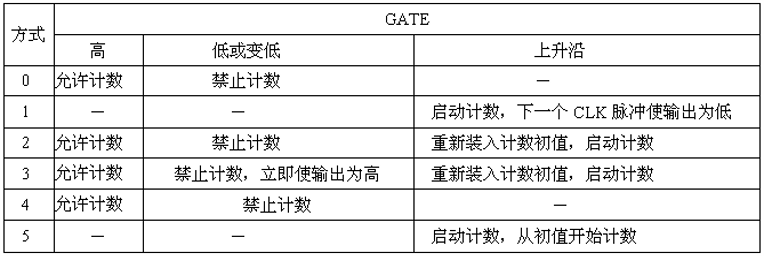 方式 GATE
高 低或变低 上升沿
0 允许计数 禁止计数 —
1 — — 启动计数，下一个 CLK 脉冲使输出为低
2 允许计数 禁止计数 重新装入计数初值，启动计数
3 允许计数 禁止计数，立即使输出为高 重新装入计数初值，启动计数
4 允许计数 禁止计数 —
5 — — 启动计数，从初值开始计数